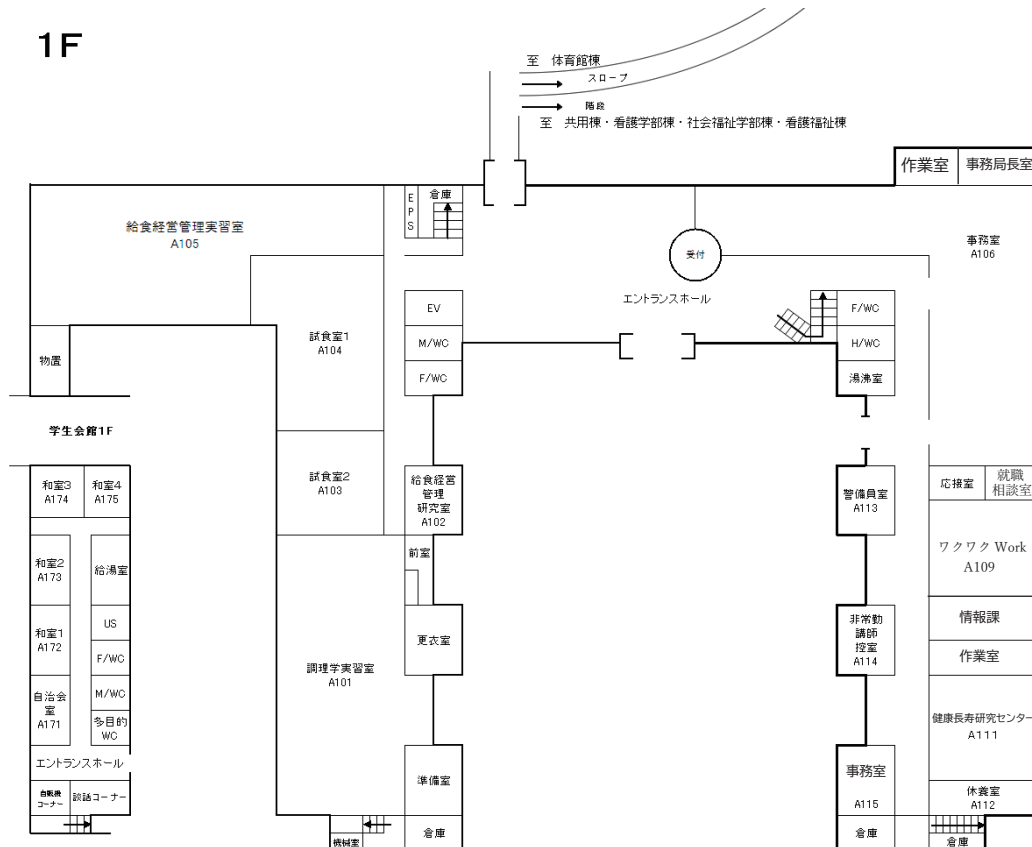 1F
至 体育館棟
スロープ
階段
至 共用棟・看護学部棟・社会福祉学部棟・看護福祉棟
作業室
事務局長室
給食経営管理実習室
A105
EPS
倉庫
受付
事務室
A106
エントランスホール
EV
M/WC
F/WC
試食室1
A104
F/WC
H/WC
湯沸室
物置
学生会館1F
試食室2
A103
給食経営
管理
研究室
A102
警備員室
A113
応接室
就職
相談室
和室3
A174
和室4
A175
前室
ワクワク Work
A109
和室2
A173
給湯室
US
F/WC
M/WC
多目的
WC
和室1
A172
自治会
室
A171
更衣室
調理学実習室
A101
非常勤
講師
控室
A114
情報課
作業室
健康長寿研究センター
A111
エントランスホール
自販機
コーナー
談話コーナー
準備室
倉庫
機械室
事務室
A115
倉庫
休養室
A112
倉庫